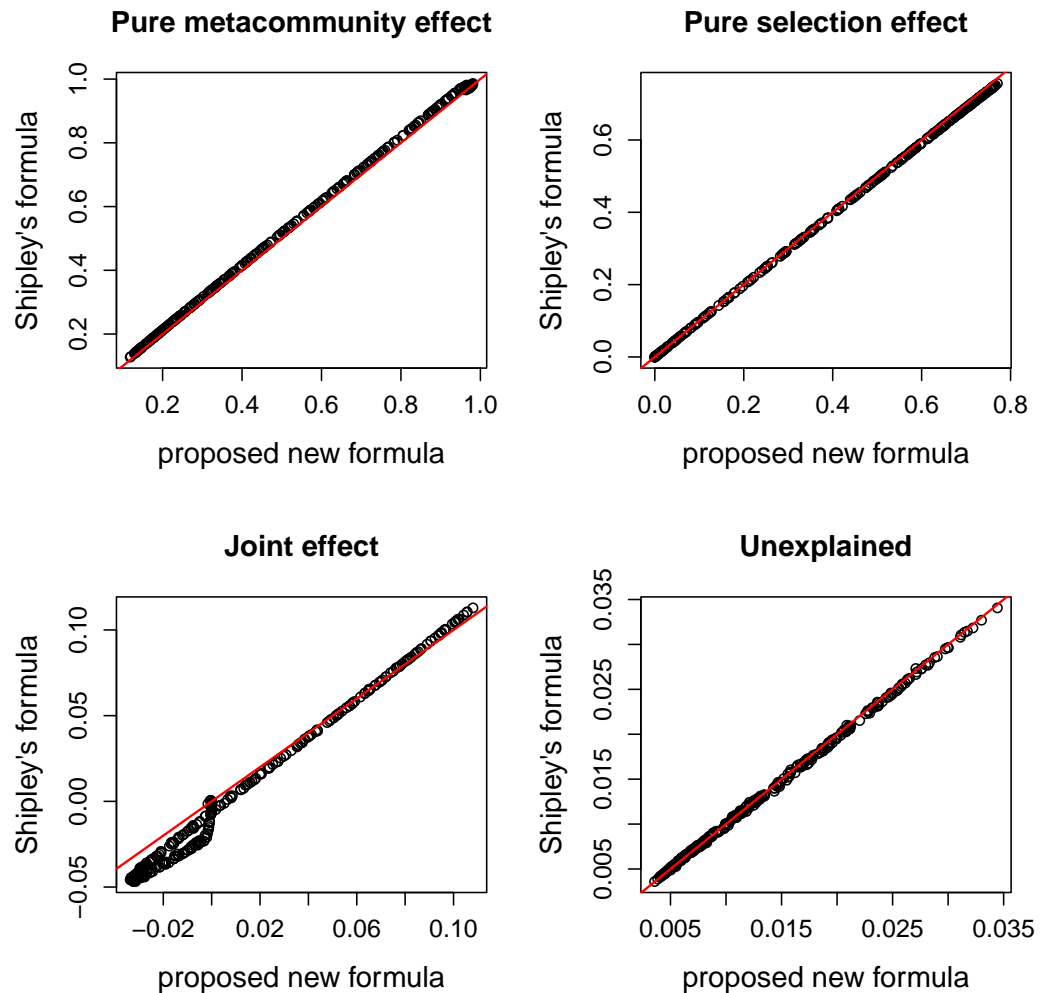 Pure metacommunity effect
Shipley's formula
0.2 0.4 0.6 0.8 1.0
0.2 0.4 0.6 0.8 1.0
proposed new formula
Pure selection effect
Shipley's formula
0.0 0.2 0.4 0.6
0.0 0.2 0.4 0.6 0.8
proposed new formula
Joint effect
Shipley's formula
−0.05 0.00 0.05 0.10
−0.02 0.02 0.06 0.10
proposed new formula
Unexplained
Shipley's formula
0.005 0.015 0.025 0.035
0.005 0.015 0.025 0.035
proposed new formula